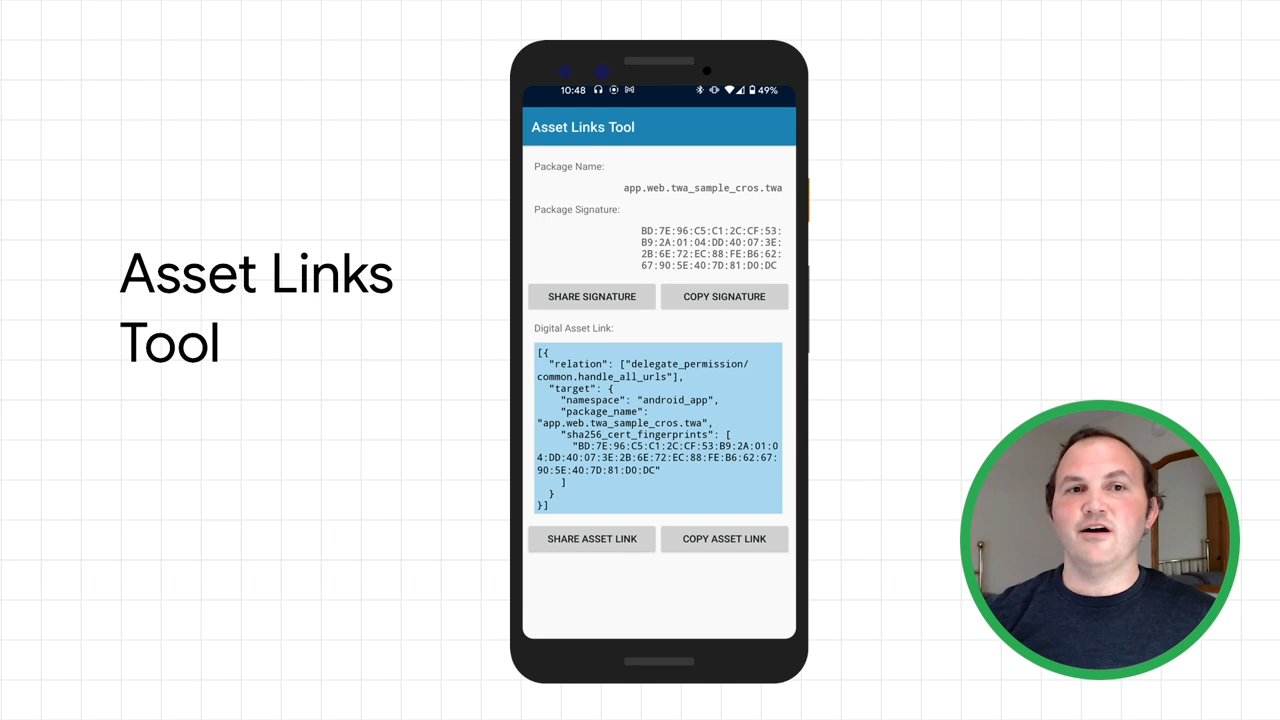 Asset Links
Tool
10:48
49%
Asset Links Tool
Package Name:
app.web.twa_sample_cros.twa
Package Signature:
BD:7E:96:C5:C1:2C:CF:53:
B9:2A:01:04:DD:40:07:3E:
2B:6E:72:EC:88:FE:B6:62:
67:90:5E:40:7D:81:D0:DC
SHARE SIGNATURE
COPY SIGNATURE
Digital Asset Link:
[{
"relation": ["delegate_permission/
common.handle_all_urls"],
"target": {
"namespace": "android_app",
"package_name":
"app.web.twa_sample_cros.twa",
"sha256_cert_fingerprints": [
"BD:7E:96:C5:C1:2C:CF:53:B9:2A:01:0
4:DD:40:07:3E:2B:6E:72:EC:88:FE:B6:62:67:
90:5E:40:7D:81:D0:DC"
]
}
}]
SHARE ASSET LINK
COPY ASSET LINK